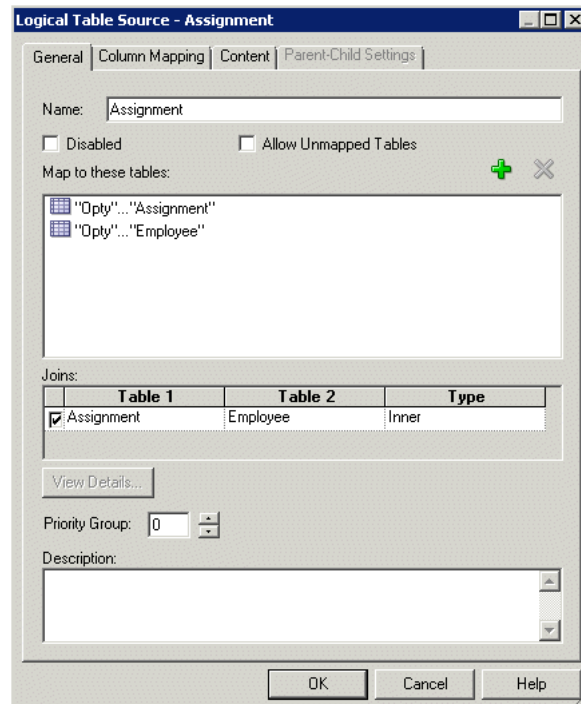 Logical Table Source - Assignment
General Column Mapping Content Parent-Child Settings
Name: Assignment
Disabled Allow Unmapped Tables
Map to these tables:
"Opty"..."Assignment"
"Opty"..."Employee"
Joins:
Table 1 Table 2 Type
Assignment Employee Inner
View Details...
Priority Group: 0
Description:
OK Cancel Help